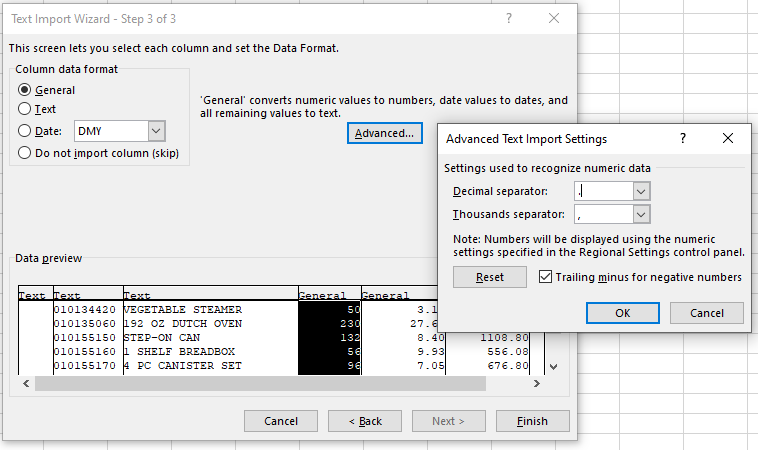 Text Import Wizard - Step 3 of 3
?
This screen lets you select each column and set the Data Format.
Column data format
General
Text
Date: DMY
Do not import column (skip)
'General' converts numeric values to numbers, date values to dates, and
all remaining values to text.
Advanced...
Data preview
Text Text Text General General
010134420 VEGETABLE STEAMER 50 3.1
010135060 192 OZ DUTCH OVEN 230 27.6
010155150 STEP-ON CAN 132 8.40 1108.80
010155160 1 SHELF BREADBOX 56 9.93 556.08
010155170 4 PC CANISTER SET 96 7.05 676.80
Cancel
< Back
Next >
Finish
Advanced Text Import Settings
?
Settings used to recognize numeric data
Decimal separator: .
Thousands separator: ,
Note: Numbers will be displayed using the numeric
settings specified in the Regional Settings control panel.
Reset
Trailing minus for negative numbers
OK
Cancel